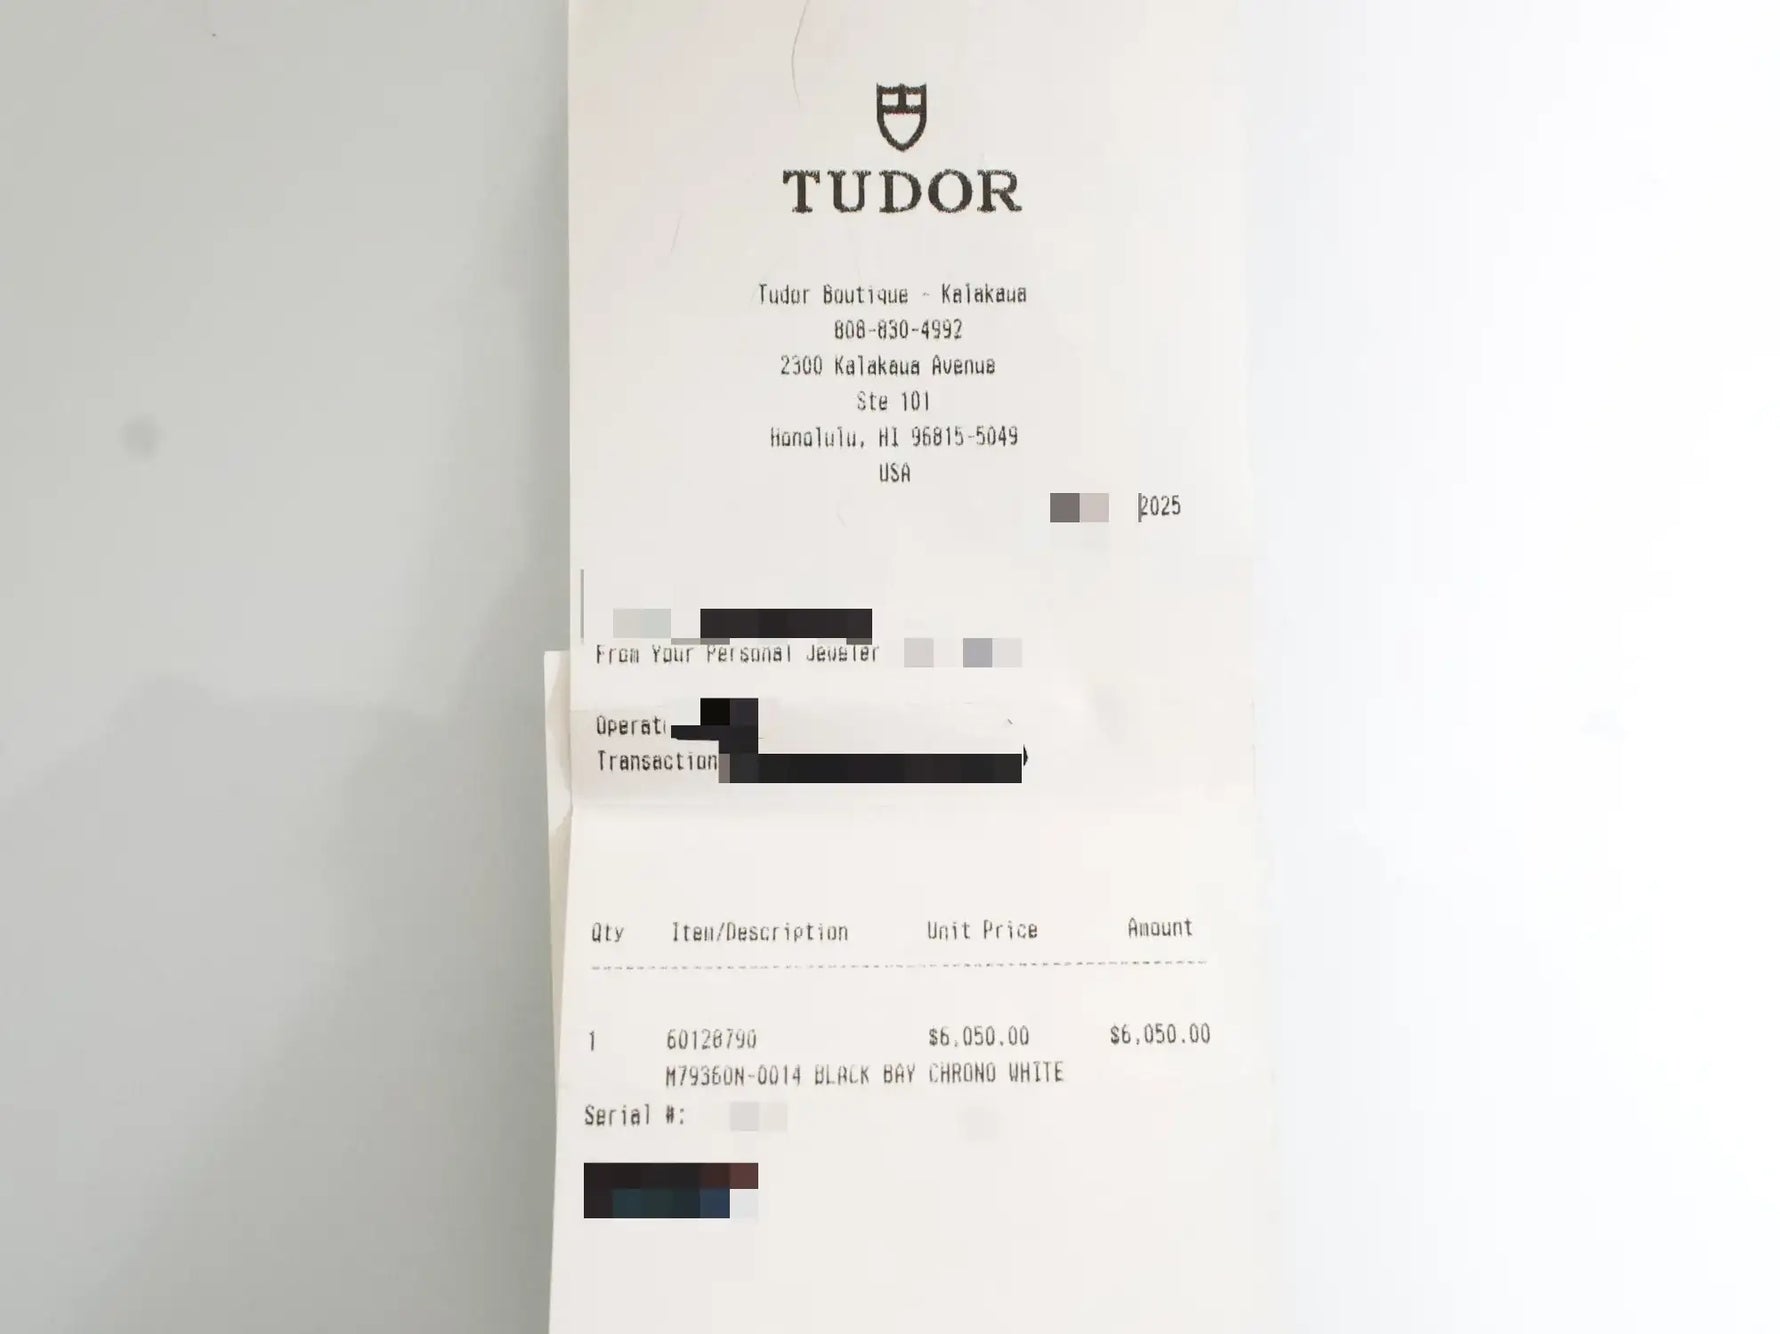 TUDOR
Tudor Boutique - Kalakaua
808-830-4992
2300 Kalakaua Avenue
Ste 101
Honolulu, HI 96815-5049
USA
2025
From Your Personal Jeweler
Operat
Transaction
Qty Item/Description Unit Price Amount
1 60128790 $6,050.00 $6,050.00
M79360N-0014 BLACK BAY CHRONO WHITE
Serial #: